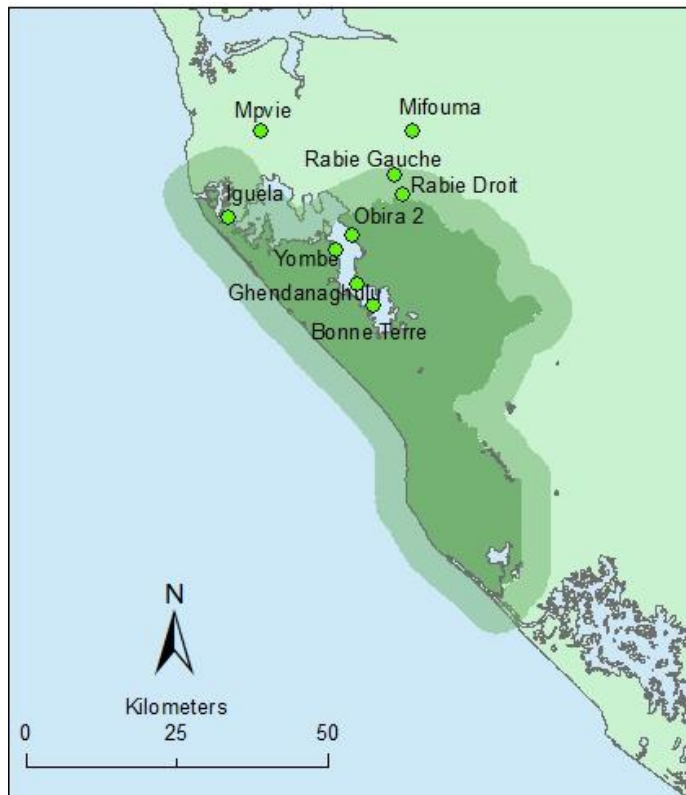 Mpvie
Mifouma
Rabie Gauche
Rabie Droit
Iguela
Obira 2
Yombe
Ghendanaghulu
Bonne Terre
N
Kilometers
0 25 50